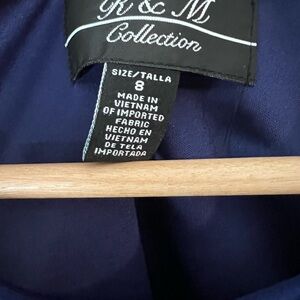 R & M
Collection
SIZE/TALLA
8
MADE IN
VIETNAM
OF IMPORTED
FABRIC
HECHO EN
VIETNAM
DE TELA
IMPORTADA